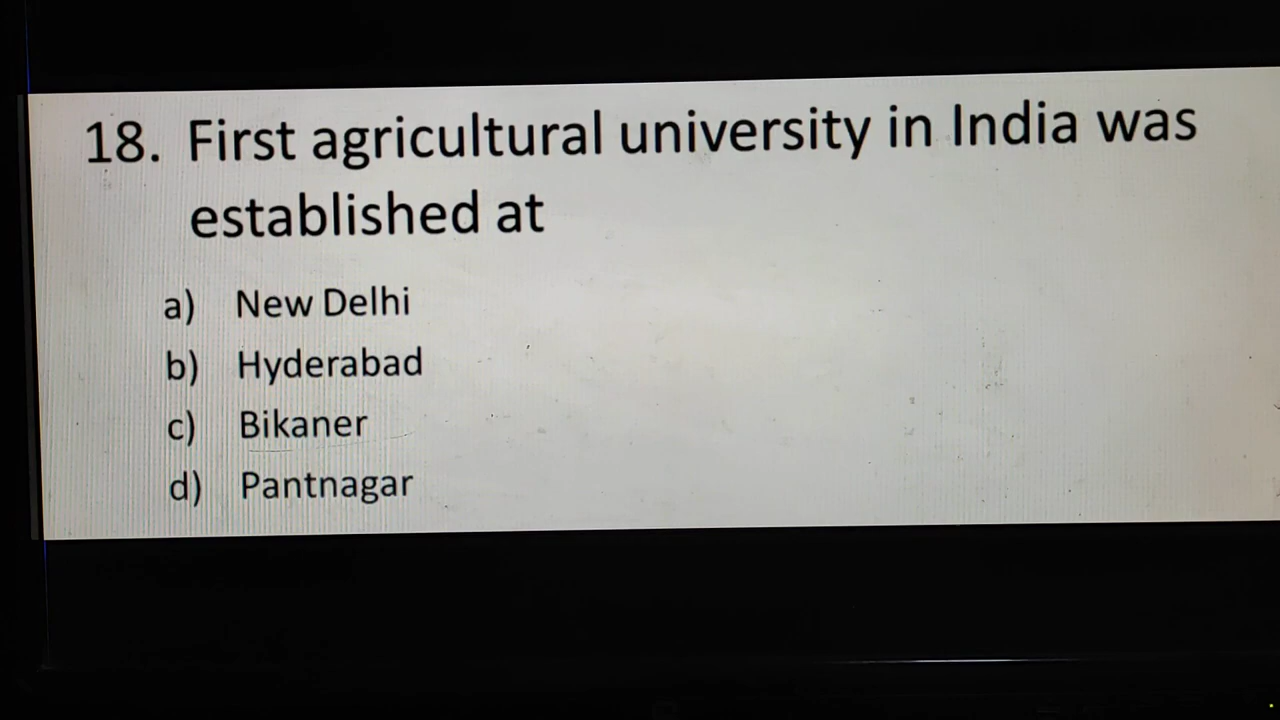 18. First agricultural university in India was
established at
a) New Delhi
b) Hyderabad
c) Bikaner
d) Pantnagar